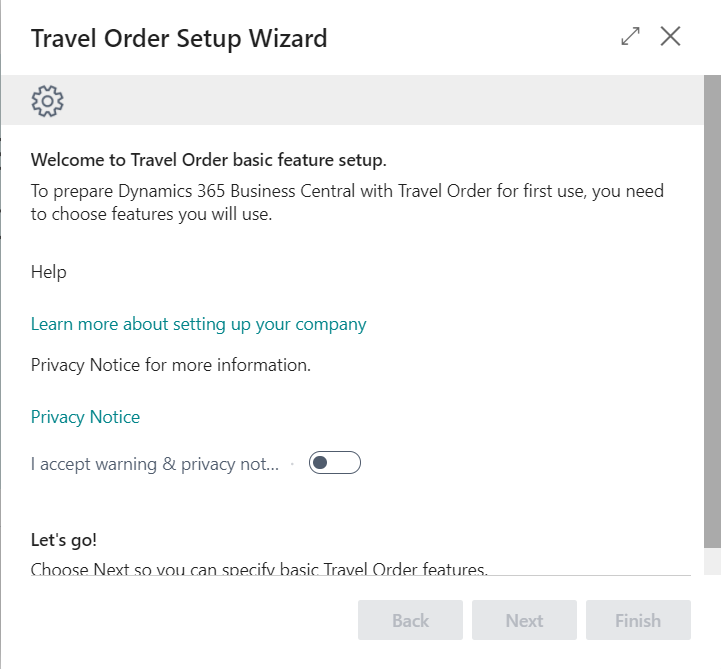 Travel Order Setup Wizard
Welcome to Travel Order basic feature setup.
To prepare Dynamics 365 Business Central with Travel Order for first use, you need
to choose features you will use.
Help
Learn more about setting up your company
Privacy Notice for more information.
Privacy Notice
I accept warning & privacy not...
Let's go!
Choose Next so you can specify basic Travel Order features.
Back Next Finish